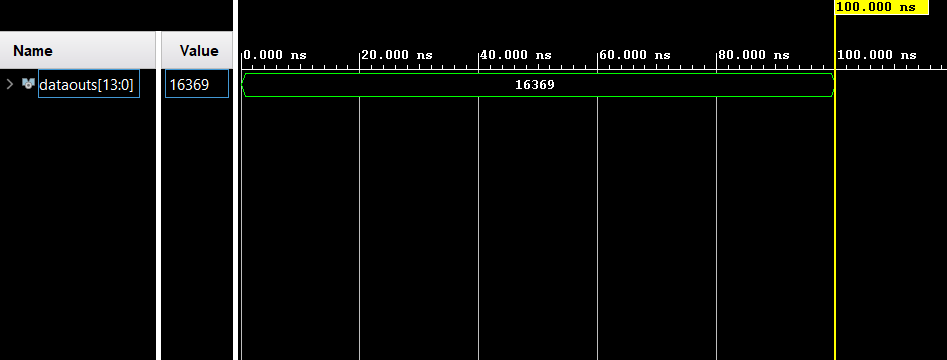 100.000 ns
Name
Value
0.000 ns
20.000 ns
40.000 ns
60.000 ns
80.000 ns
100.000 ns
dataouts[13:0]
16369
16369